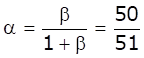 α = β / (1 + β) = 50 / 51